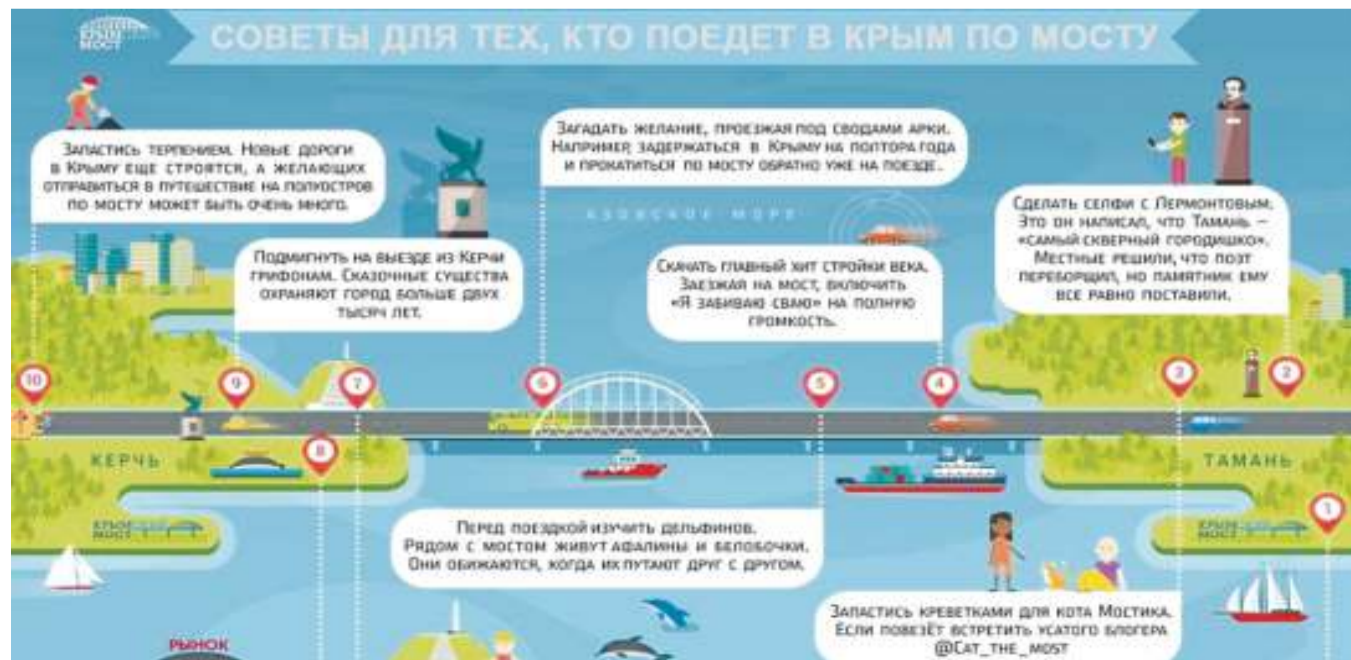 КРЫМ
МОСТ
СОВЕТЫ ДЛЯ ТЕХ, КТО ПОЕДЕТ В КРЫМ ПО МОСТУ
ЗАПАСТИСЬ ТЕРПЕНИЕМ. НОВЫЕ ДОРОГИ
В КРЫМУ ЕЩЕ СТРОЯТСЯ, А ЖЕЛАЮЩИХ
ОТПРАВИТЬСЯ В ПУТЕШЕСТВИЕ НА ПОЛУОСТРОВ
ПО МОСТУ МОЖЕТ БЫТЬ ОЧЕНЬ МНОГО.
ПОДМИГНУТЬ НА ВЫЕЗДЕ ИЗ КЕРЧИ
ГРИФОНАМ. СКАЗОЧНЫЕ СУЩЕСТВА
ОХРАНЯЮТ ГОРОД БОЛЬШЕ ДВУХ
ТЫСЯЧ ЛЕТ.
ЗАГАДАТЬ ЖЕЛАНИЕ, ПРОЕЗЖАЯ ПОД СВОДАМИ АРКИ.
НАПРИМЕР, ЗАДЕРЖАТЬСЯ В КРЫМУ НА ПОЛТОРА ГОДА
И ПРОКАТИТЬСЯ ПО МОСТУ ОБРАТНО УЖЕ НА ПОЕЗДЕ.
АЗОВСКОЕ МОРЕ
СКАЧАТЬ ГЛАВНЫЙ ХИТ СТРОЙКИ ВЕКА.
ЗАЕЗЖАЯ НА МОСТ, ВКЛЮЧИТЬ
«Я ЗАБИВАЮ СВАЮ» НА ПОЛНУЮ
ГРОМКОСТЬ.
СДЕЛАТЬ СЕЛФИ С ЛЕРМОНТОВЫМ.
ЭТО ОН НАПИСАЛ, ЧТО ТАМАНЬ –
«САМЫЙ СКВЕРНЫЙ ГОРОДИШКО».
МЕСТНЫЕ РЕШИЛИ, ЧТО ПОЭТ
ПЕРЕБОРЩИЛ, НО ПАМЯТНИК ЕМУ
ВСЕ РАВНО ПОСТАВИЛИ.
10
9
7
6
5
4
3
2
8
1
КЕРЧЬ
ТАМАНЬ
КРЫМ
МОСТ
КРЫМ
МОСТ
ПЕРЕД ПОЕЗДКОЙ ИЗУЧИТЬ ДЕЛЬФИНОВ.
РЯДОМ С МОСТОМ ЖИВУТ АФАЛИНЫ И БЕЛОБОЧКИ.
ОНИ ОБИЖАЮТСЯ, КОГДА ИХ ПУТАЮТ ДРУГ С ДРУГОМ.
ЗАПАСТИСЬ КРЕВЕТКАМИ ДЛЯ КОТА МОСТИКА.
ЕСЛИ ПОВЕЗЁТ ВСТРЕТИТЬ УСАТОГО БЛОГЕРА
@CAT_THE_MOST
РЫНОК